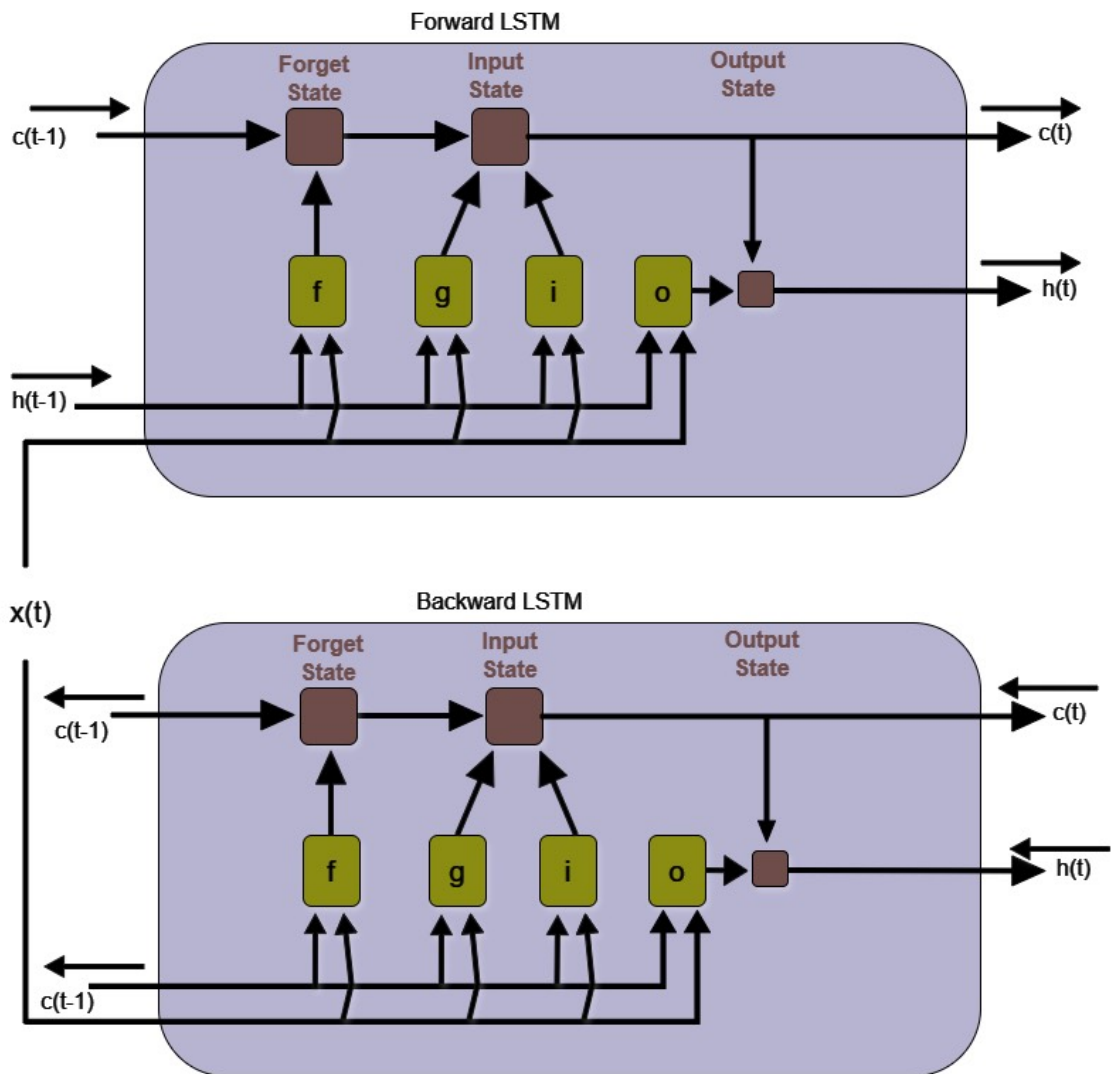 Forward LSTM
Forget Input Output
State State State
c(t-1) c(t)
f g i o h(t)
h(t-1)
x(t)
Backward LSTM
Forget Input Output
State State State
c(t-1) c(t)
f g i o h(t)
c(t-1)